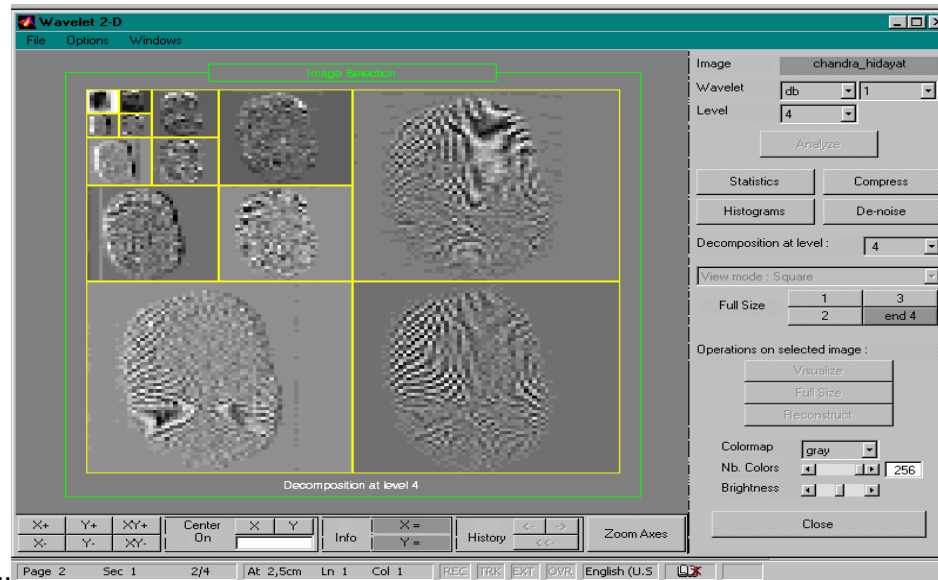 Wavelet 2-D
File Options Windows
Image Selection
Decomposition at level 4
Image chandra_hidayat
Wavelet db 1
Level 4
Analyze
Statistics Compress
Histograms De-noise
Decomposition at level : 4
View mode : Square
Full Size 1 3
2 end 4
Operations on selected image :
Visualize
Full Size
Reconstruct
Colormap gray
Nb. Colors 256
Brightness
Close
X+ Y+ XY+ Center X Y Info X = History <- -> Zoom Axes
X- Y- XY- On Y = <<-
.. Page 2 Sec 1 2/4 At 2,5cm Ln 1 Col 1 REC TRK EXT OVR English (U.S